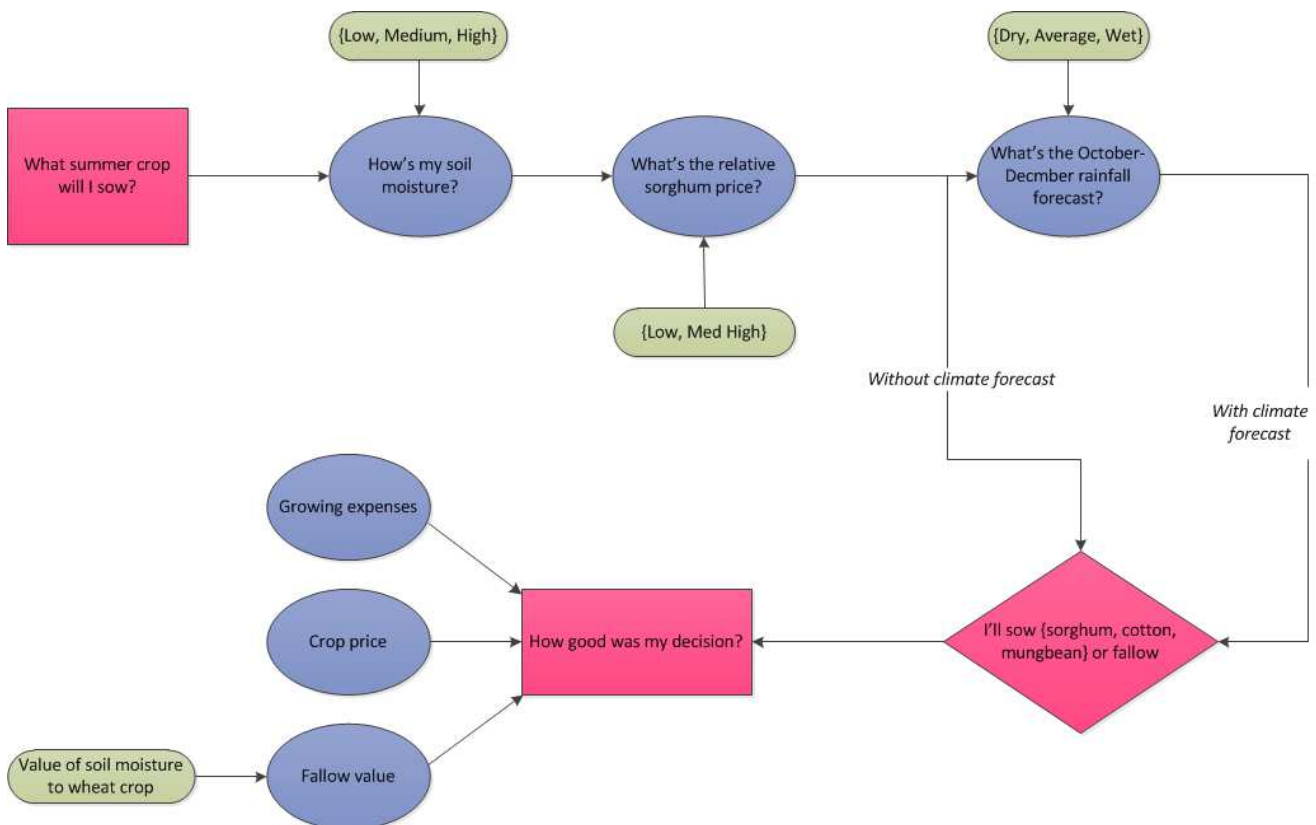 {Low, Medium, High}
{Dry, Average, Wet}
What summer crop
will I sow?
How's my soil
moisture?
What's the relative
sorghum price?
What's the October-
Decmber rainfall
forecast?
{Low, Med High}
Without climate forecast
With climate
forecast
Growing expenses
Crop price
How good was my decision?
I'll sow {sorghum, cotton,
mungbean} or fallow
Value of soil moisture
to wheat crop
Fallow value